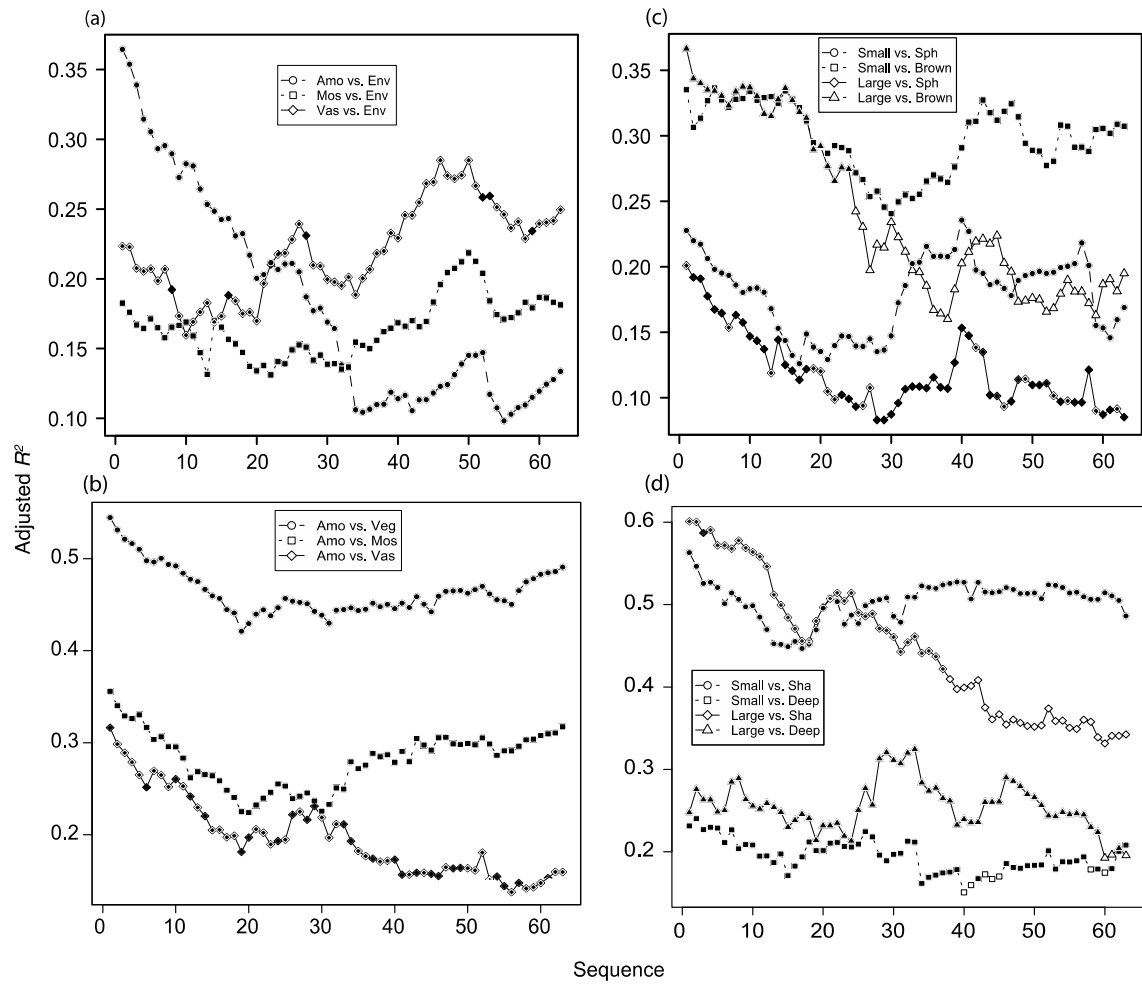 (a)
0.35
0.30
0.25
0.20
0.15
0.10
Amo vs. Env
Mos vs. Env
Vas vs. Env
0 10 20 30 40 50 60
(c)
0.35
0.30
0.25
0.20
0.15
0.10
Small vs. Sph
Small vs. Brown
Large vs. Sph
Large vs. Brown
0 10 20 30 40 50 60
Adjusted R²
(b)
0.5
0.4
0.3
0.2
Amo vs. Veg
Amo vs. Mos
Amo vs. Vas
0 10 20 30 40 50 60
(d)
0.6
0.5
0.4
0.3
0.2
Small vs. Sha
Small vs. Deep
Large vs. Sha
Large vs. Deep
0 10 20 30 40 50 60
Sequence